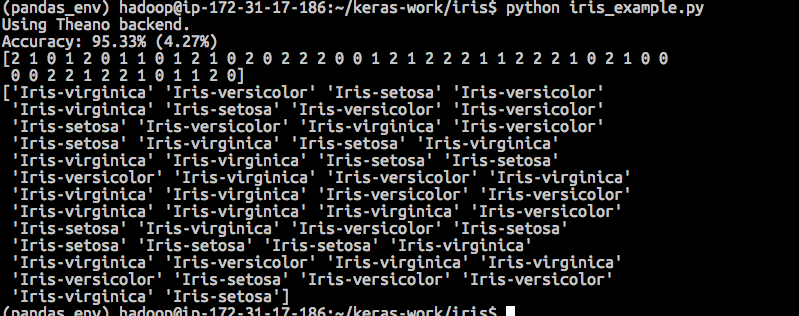 (pandas_env) hadoop@ip-172-31-17-186:~/keras-work/iris$ python iris_example.py
Using Theano backend.
Accuracy: 95.33% (4.27%)
[2 1 0 1 2 0 1 1 0 1 2 1 0 2 0 2 2 2 0 0 1 2 1 2 2 2 1 1 2 2 2 1 0 2 1 0 0
 0 0 2 2 1 2 2 1 0 1 1 2 0]
['Iris-virginica' 'Iris-versicolor' 'Iris-setosa' 'Iris-versicolor'
 'Iris-virginica' 'Iris-setosa' 'Iris-versicolor' 'Iris-versicolor'
 'Iris-setosa' 'Iris-versicolor' 'Iris-virginica' 'Iris-versicolor'
 'Iris-setosa' 'Iris-virginica' 'Iris-setosa' 'Iris-virginica'
 'Iris-virginica' 'Iris-virginica' 'Iris-setosa' 'Iris-setosa'
 'Iris-versicolor' 'Iris-virginica' 'Iris-versicolor' 'Iris-virginica'
 'Iris-virginica' 'Iris-virginica' 'Iris-versicolor' 'Iris-versicolor'
 'Iris-virginica' 'Iris-virginica' 'Iris-virginica' 'Iris-versicolor'
 'Iris-setosa' 'Iris-virginica' 'Iris-versicolor' 'Iris-setosa'
 'Iris-setosa' 'Iris-setosa' 'Iris-setosa' 'Iris-virginica'
 'Iris-virginica' 'Iris-versicolor' 'Iris-virginica' 'Iris-virginica'
 'Iris-versicolor' 'Iris-setosa' 'Iris-versicolor' 'Iris-versicolor'
 'Iris-virginica' 'Iris-setosa']
(pandas_env) hadoop@ip-172-31-17-186:~/keras-work/iris$